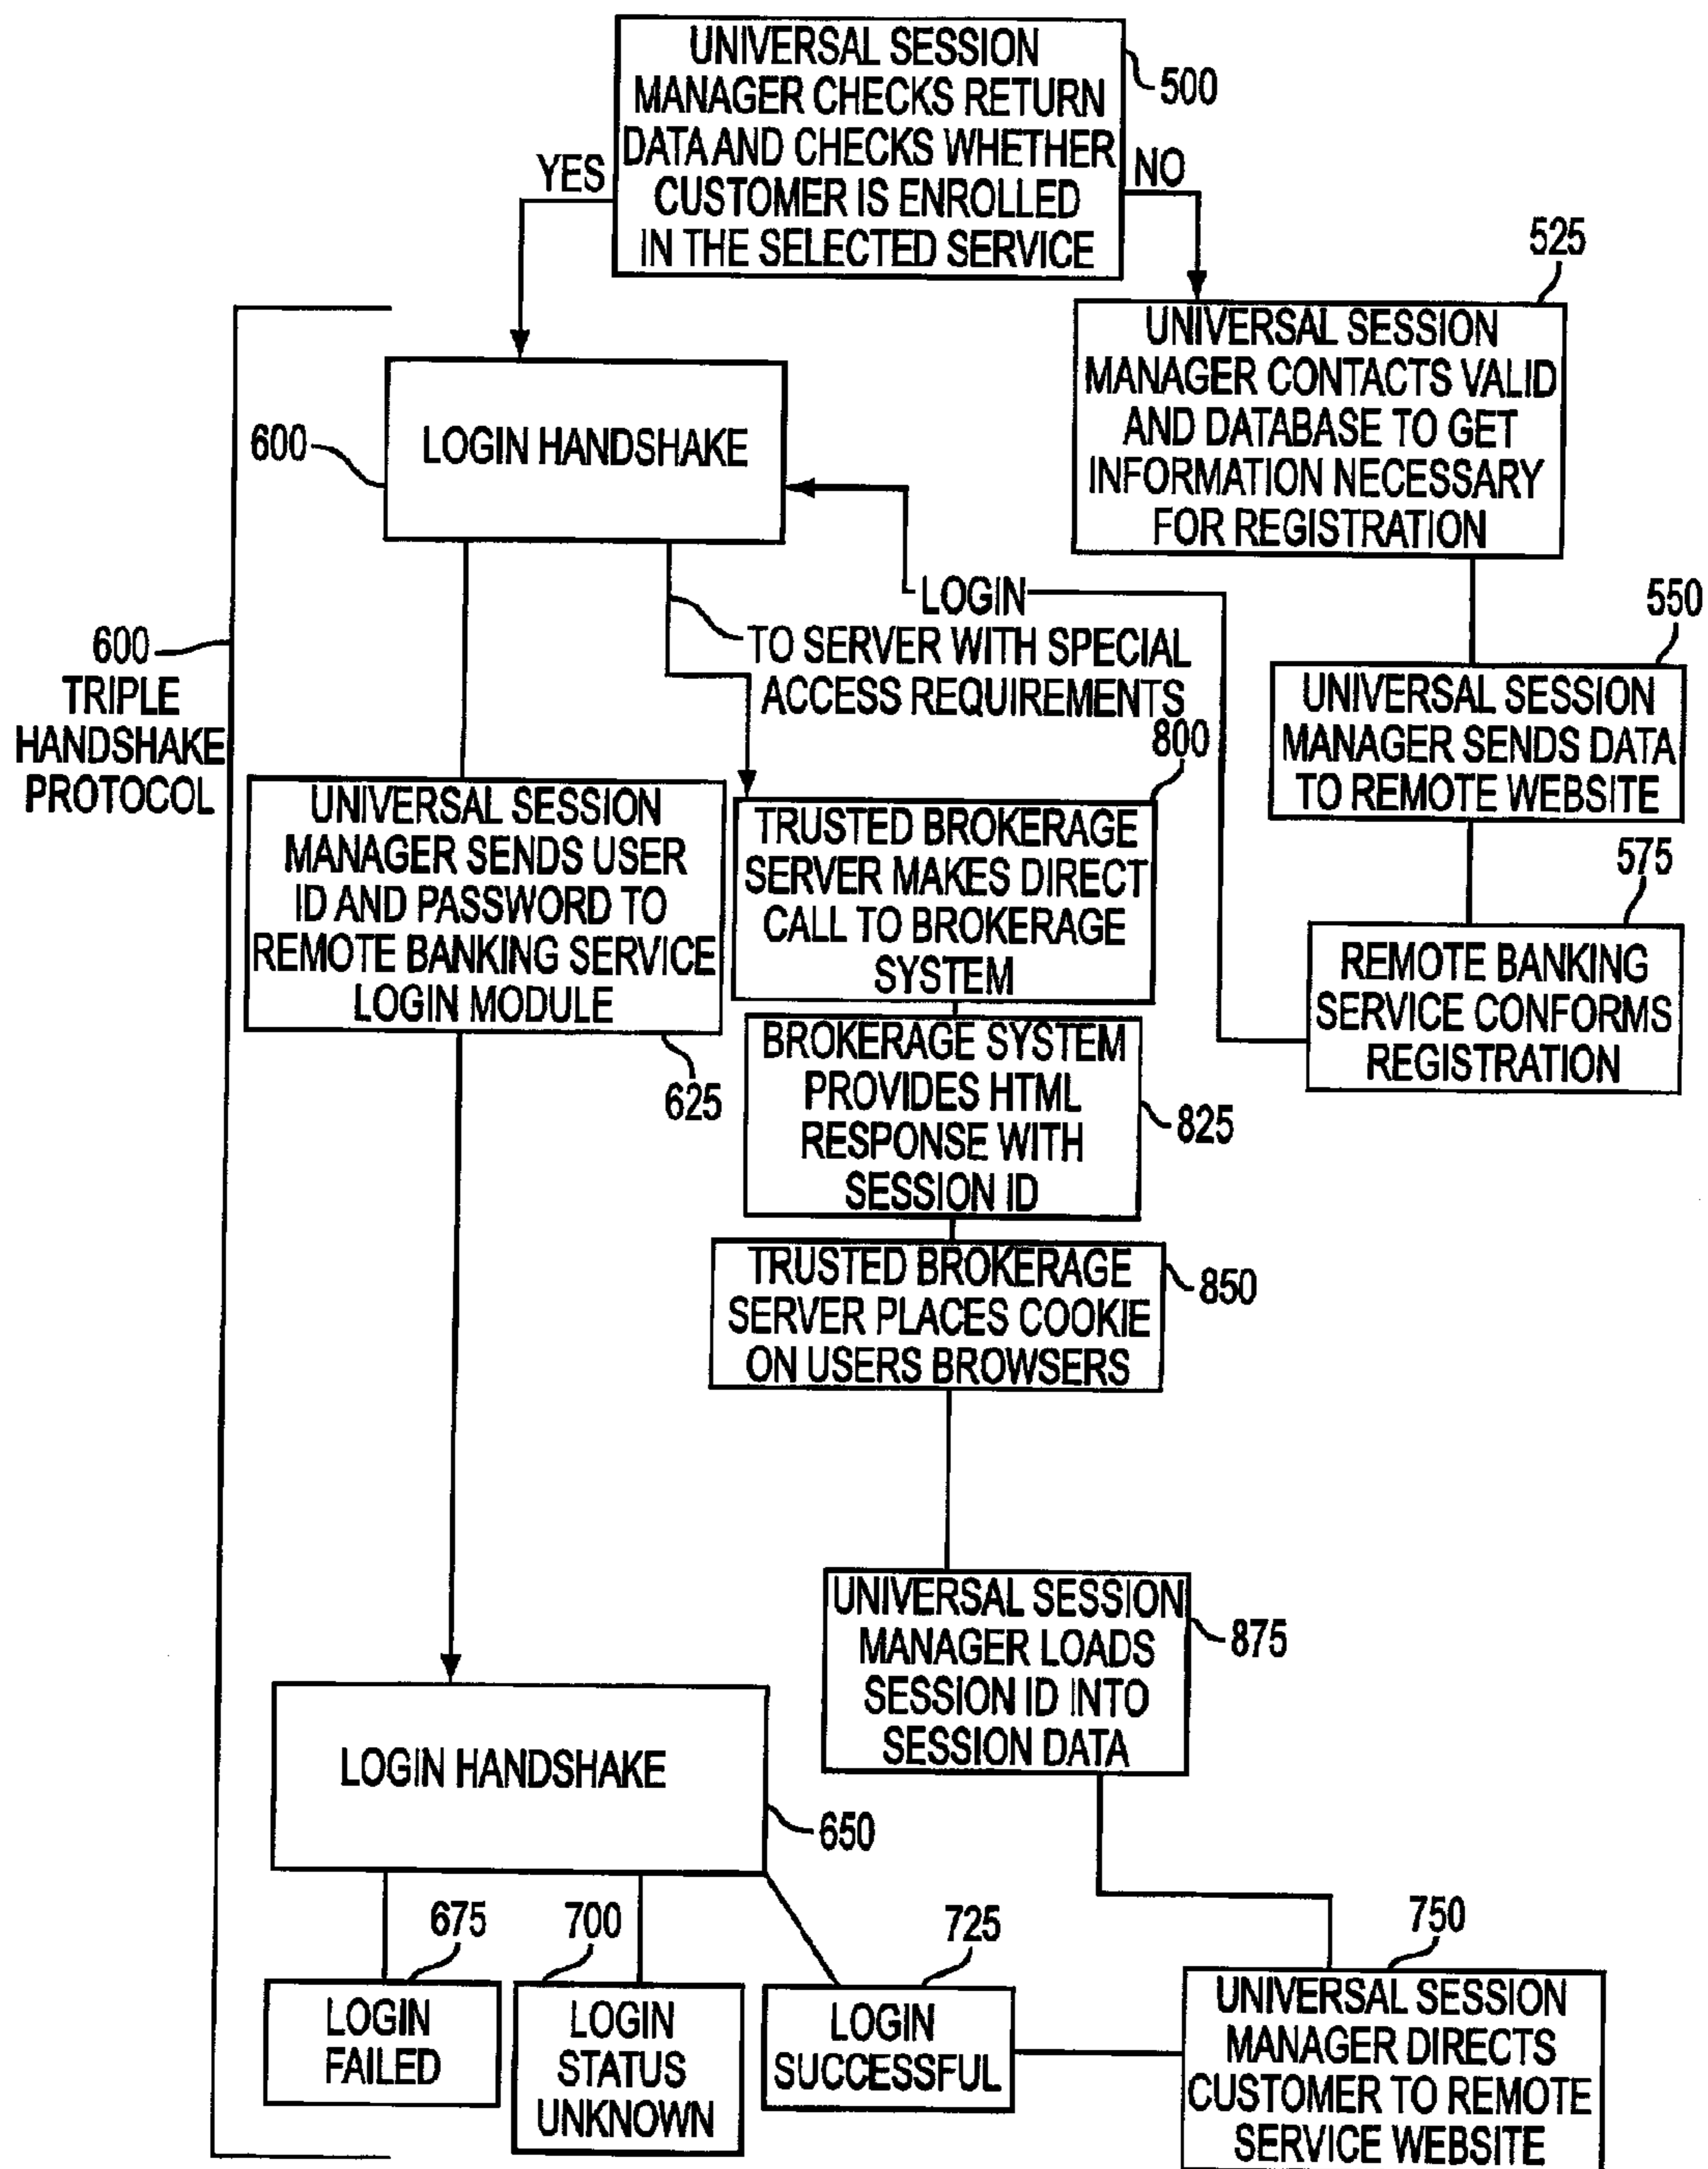 UNIVERSAL SESSION
MANAGER CHECKS RETURN
DATA AND CHECKS WHETHER
CUSTOMER IS ENROLLED
IN THE SELECTED SERVICE
500
YES
NO
525
UNIVERSAL SESSION
MANAGER CONTACTS VALID
AND DATABASE TO GET
INFORMATION NECESSARY
FOR REGISTRATION
600
LOGIN HANDSHAKE
LOGIN
TO SERVER WITH SPECIAL
ACCESS REQUIREMENTS
550
UNIVERSAL SESSION
MANAGER SENDS DATA
TO REMOTE WEBSITE
575
REMOTE BANKING
SERVICE CONFORMS
REGISTRATION
600
TRIPLE
HANDSHAKE
PROTOCOL
UNIVERSAL SESSION
MANAGER SENDS USER
ID AND PASSWORD TO
REMOTE BANKING SERVICE
LOGIN MODULE
625
800
TRUSTED BROKERAGE
SERVER MAKES DIRECT
CALL TO BROKERAGE
SYSTEM
BROKERAGE SYSTEM
PROVIDES HTML
RESPONSE WITH
SESSION ID
825
TRUSTED BROKERAGE
SERVER PLACES COOKIE
ON USERS BROWSERS
850
UNIVERSAL SESSION
MANAGER LOADS
SESSION ID INTO
SESSION DATA
875
LOGIN HANDSHAKE
650
675
LOGIN
FAILED
700
LOGIN
STATUS
UNKNOWN
725
LOGIN
SUCCESSFUL
750
UNIVERSAL SESSION
MANAGER DIRECTS
CUSTOMER TO REMOTE
SERVICE WEBSITE